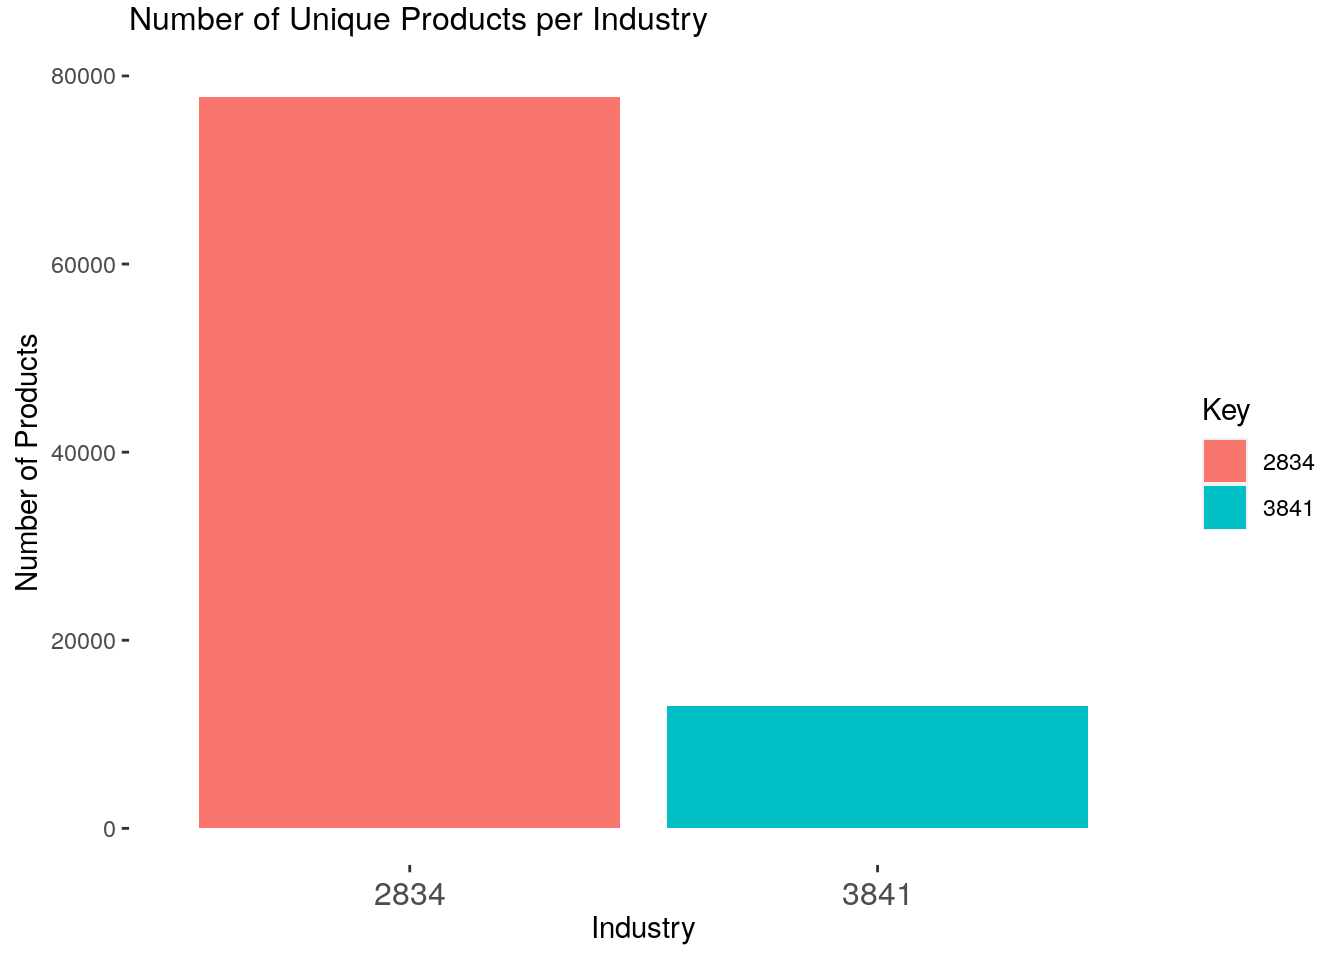 Number of Unique Products per Industry
80000
60000
40000
20000
0
Number of Products
2834
3841
Industry
Key
2834
3841